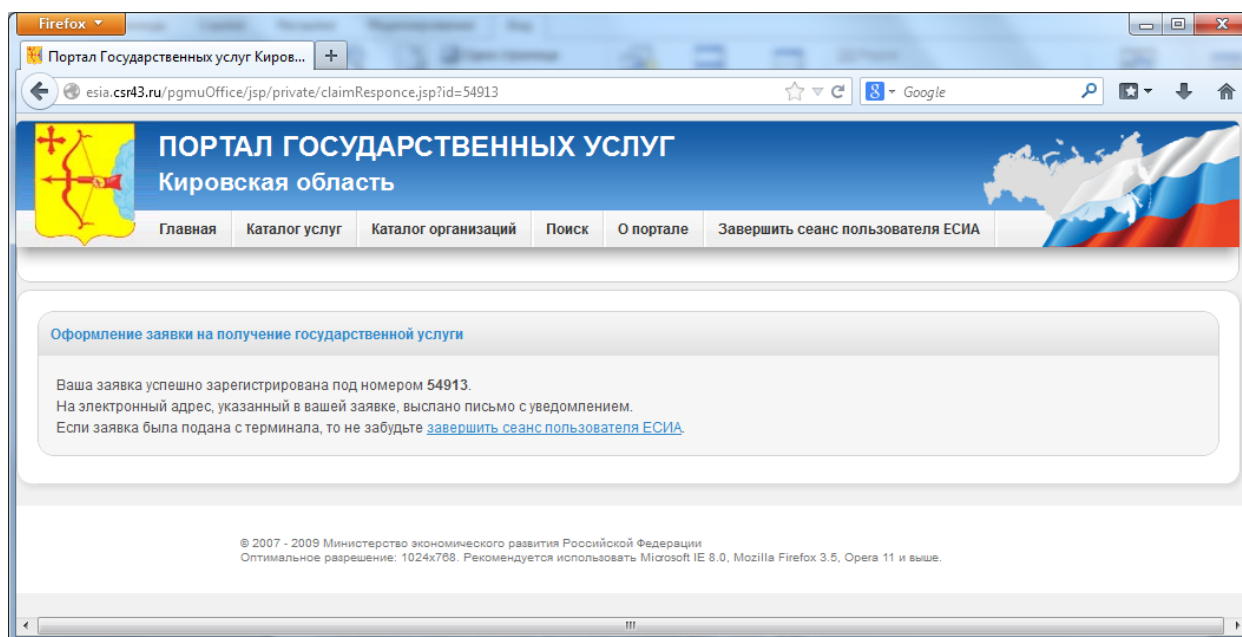 Firefox
Портал Государственных услуг Киров...
esia.csr43.ru/pgmuOffice/jsp/private/claimResponce.jsp?id=54913
Google
ПОРТАЛ ГОСУДАРСТВЕННЫХ УСЛУГ
Кировская область
Главная Каталог услуг Каталог организаций Поиск О портале Завершить сеанс пользователя ЕСИА
Оформление заявки на получение государственной услуги
Ваша заявка успешно зарегистрирована под номером 54913.
На электронный адрес, указанный в вашей заявке, выслано письмо с уведомлением.
Если заявка была подана с терминала, то не забудьте завершить сеанс пользователя ЕСИА.
© 2007 - 2009 Министерство экономического развития Российской Федерации
Оптимальное разрешение: 1024x768. Рекомендуется использовать Microsoft IE 8.0, Mozilla Firefox 3.5, Opera 11 и выше.